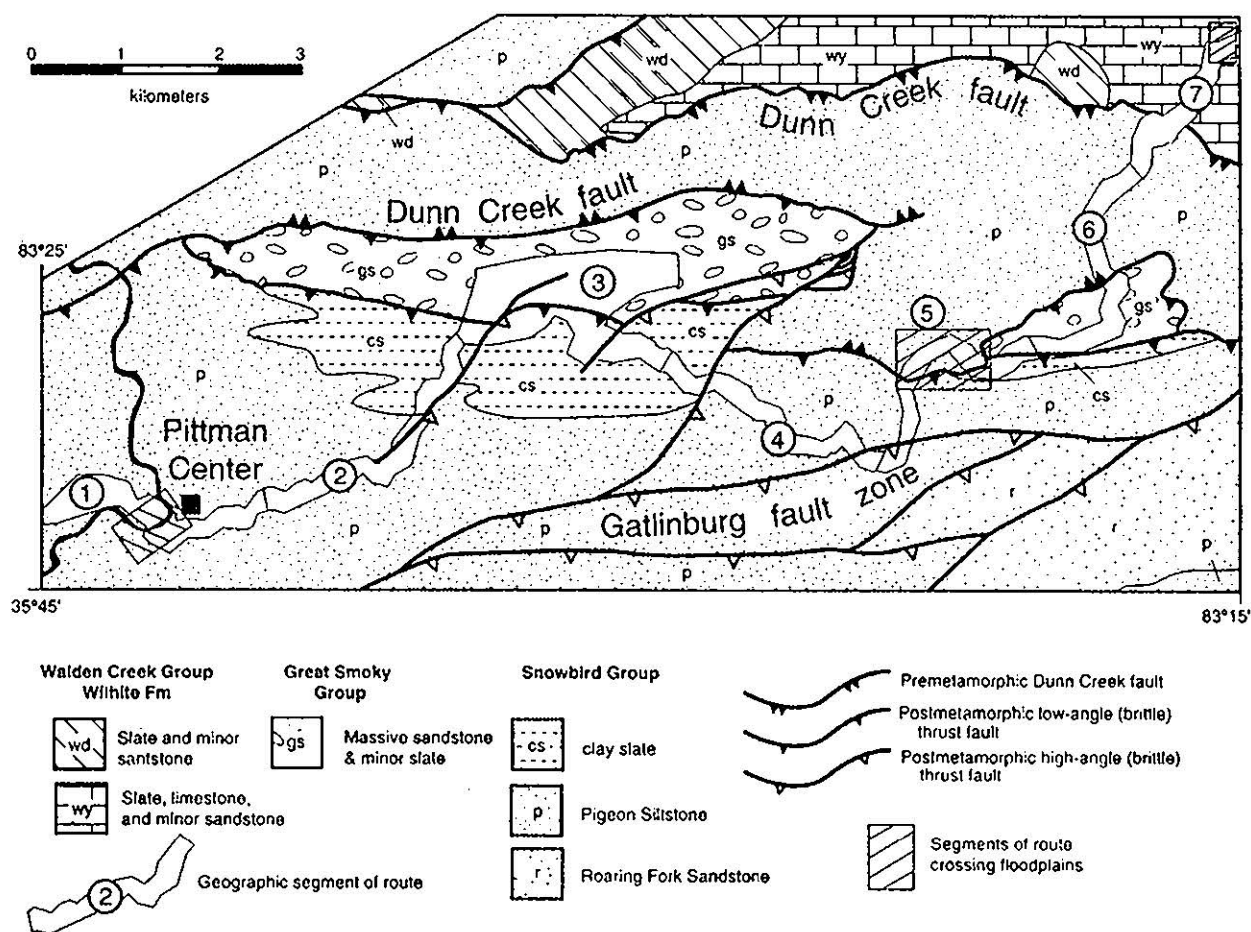 0 1 2 3
kilometers
p
wd
wy
wy
wd
7
wd
p
Dunn Creek fault
p
p
Dunn Creek fault
gs
p
6
p
83°25'
gs
3
5
gs
cs
cs
cs
p
cs
p
p
Pittman
Center
4
2
1
r
Gatlinburg fault zone
p
p
r
p
p
35°45'
83°15'
Walden Creek Group
Wilhite Fm
wd
Slate and minor
santstone
wy
Slate, limestone,
and minor sandstone
2
Geographic segment of route
Great Smoky
Group
gs
Massive sandstone
& minor slate
Snowbird Group
cs
clay slate
p
Pigeon Siltstone
r
Roaring Fork Sandstone
Premetamorphic Dunn Creek fault
Postmetamorphic low-angle (brittle)
thrust fault
Postmetamorphic high-angle (brittle)
thrust fault
Segments of route
crossing floodplains